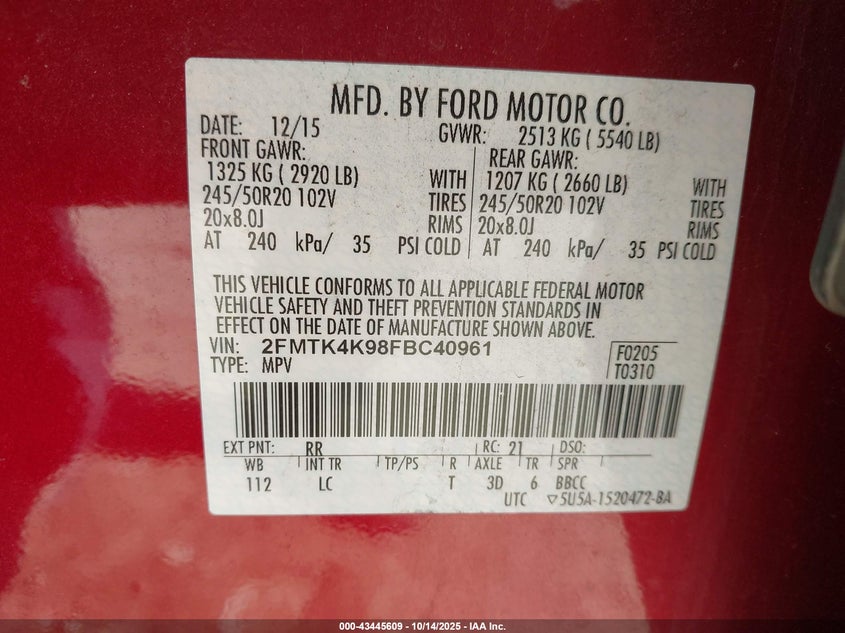 MFD. BY FORD MOTOR CO.
DATE: 12/15 GVWR: 2513 KG ( 5540 LB)
FRONT GAWR: REAR GAWR:
1325 KG ( 2920 LB) WITH 1207 KG ( 2660 LB) WITH
245/50R20 102V TIRES 245/50R20 102V TIRES
20x8.0J RIMS 20x8.0J RIMS
AT 240 kPa/ 35 PSI COLD AT 240 kPa/ 35 PSI COLD
THIS VEHICLE CONFORMS TO ALL APPLICABLE FEDERAL MOTOR
VEHICLE SAFETY AND THEFT PREVENTION STANDARDS IN
EFFECT ON THE DATE OF MANUFACTURE SHOWN ABOVE.
VIN: 2FMTK4K98FBC40961 F0205
TYPE: MPV T0310
EXT PNT: RR RC: 21 DSO:
WB INT TR TP/PS R AXLE TR SPR
112 LC T 3D 6 BBCC
UTC ▽5U5A-1520472-BA
000-43445609 - 10/14/2025 - IAA Inc.